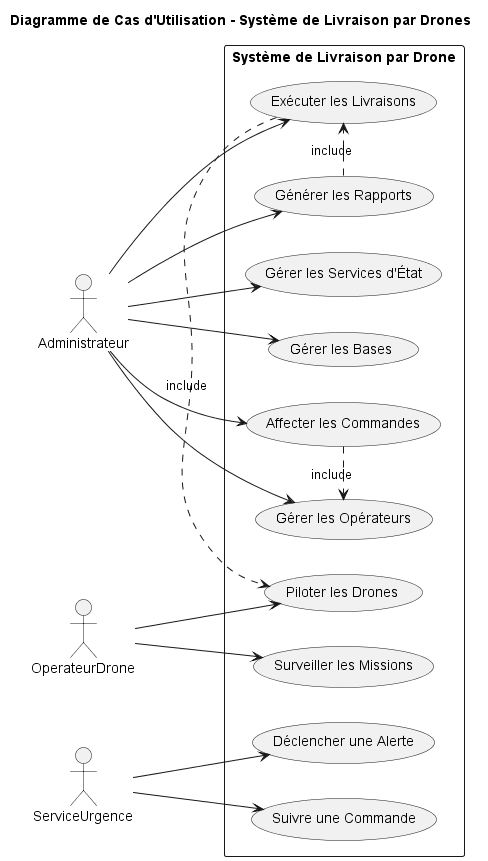 Diagramme de Cas d'Utilisation - Système de Livraison par Drones
Système de Livraison par Drone
Exécuter les Livraisons
include
Générer les Rapports
Gérer les Services d'État
Administrateur
Gérer les Bases
include
Affecter les Commandes
include
Gérer les Opérateurs
Piloter les Drones
OperateurDrone
Surveiller les Missions
Déclencher une Alerte
ServiceUrgence
Suivre une Commande